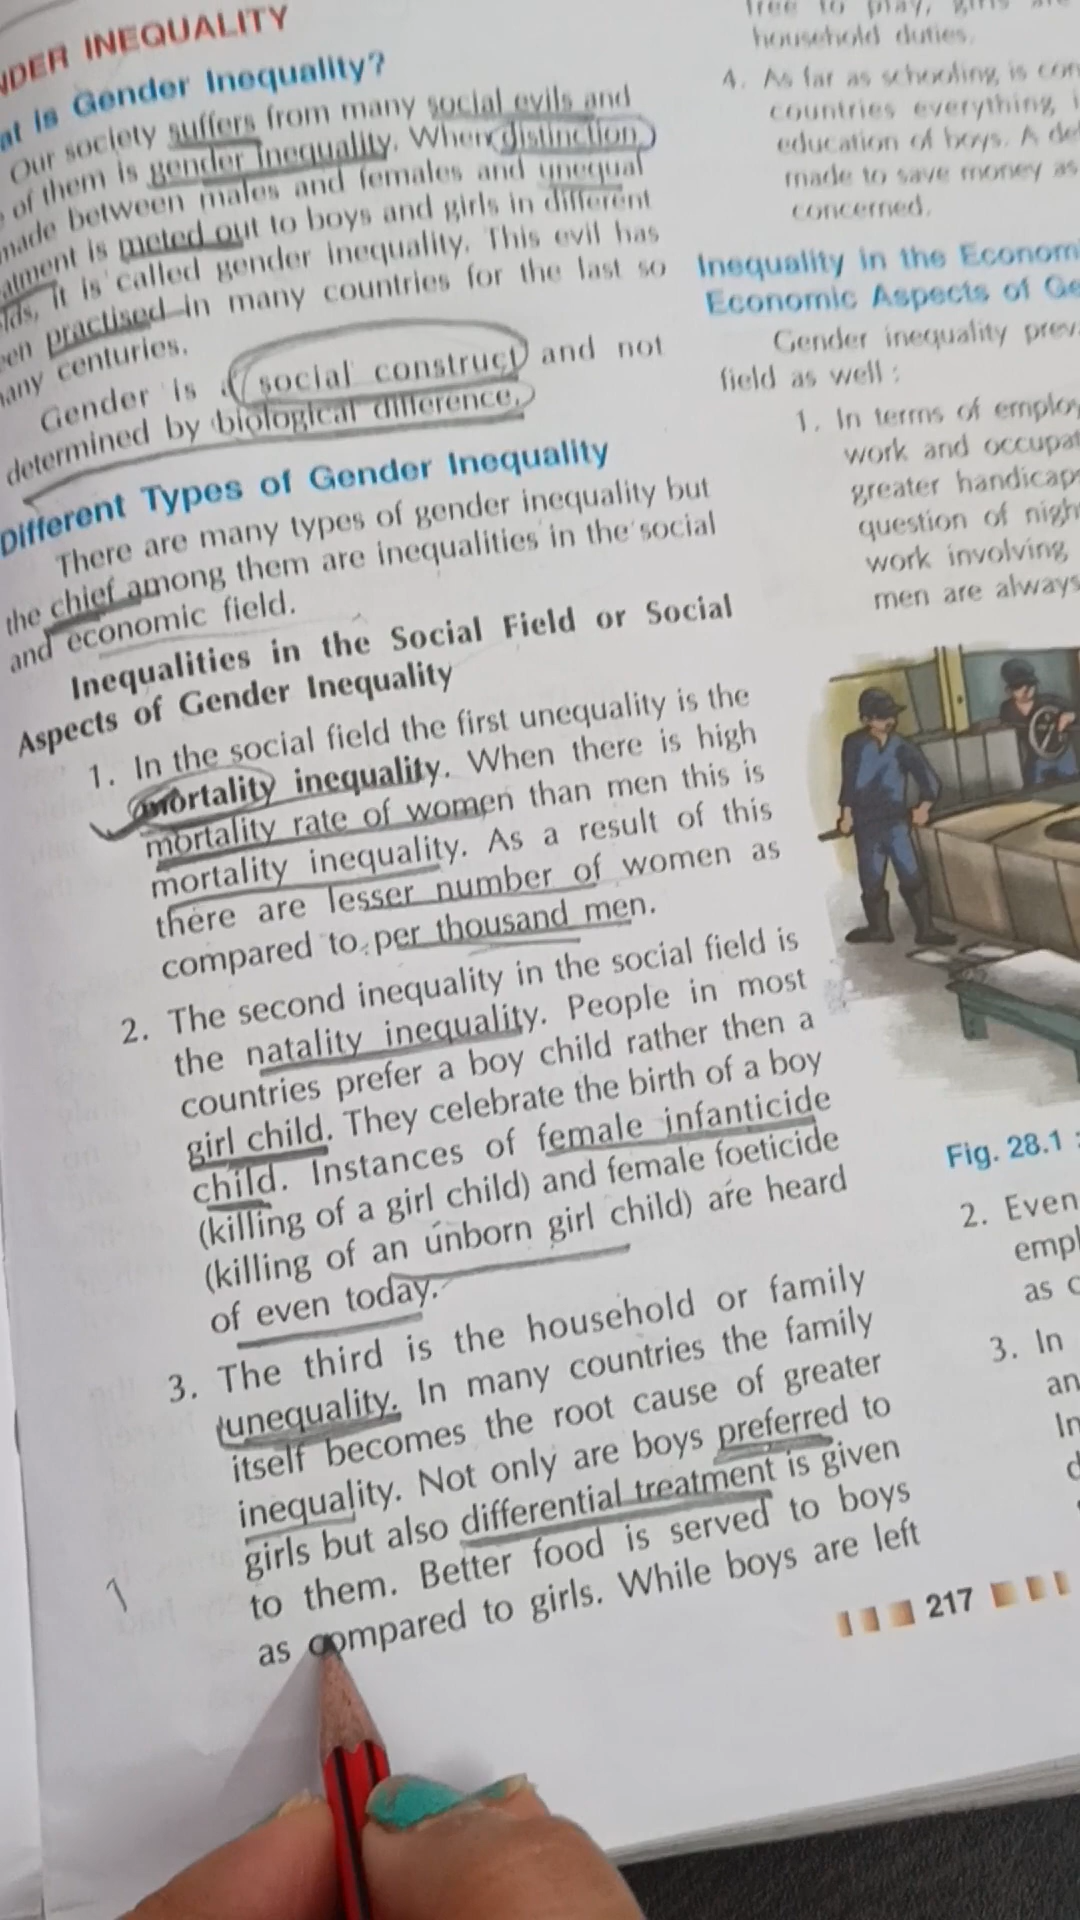 NDER INEQUALITY
at is Gender Inequality?
Our society suffers from many social evils and
of them is gender inequality. When distinction
made between males and females and unequal
atment is meted out to boys and girls in different
lds, it is called gender inequality. This evil has
en practised in many countries for the last so
any centuries.
Gender is a social construct and not
determined by biological difference.
Different Types of Gender Inequality
There are many types of gender inequality but
the chief among them are inequalities in the social
and economic field.
Inequalities in the Social Field or Social
Aspects of Gender Inequality
1. In the social field the first unequality is the
mortality inequality. When there is high
mortality rate of women than men this is
mortality inequality. As a result of this
there are lesser number of women as
compared to per thousand men.
2. The second inequality in the social field is
the natality inequality. People in most
countries prefer a boy child rather then a
girl child. They celebrate the birth of a boy
child. Instances of female infanticide
(killing of a girl child) and female foeticide
(killing of an unborn girl child) are heard
of even today.
3. The third is the household or family
unequality. In many countries the family
itself becomes the root cause of greater
inequality. Not only are boys preferred to
girls but also differential treatment is given
to them. Better food is served to boys
as compared to girls. While boys are left
free to play, girls are
household duties.
4. As far as schooling is con
countries everything i
education of boys. A de
made to save money as
concerned.
Inequality in the Econom
Economic Aspects of Ge
Gender inequality prev
field as well :
1. In terms of employ
work and occupat
greater handicaps
question of nigh
work involving
men are always
Fig. 28.1 :
2. Even
empl
as c
3. In
an
In
d
217